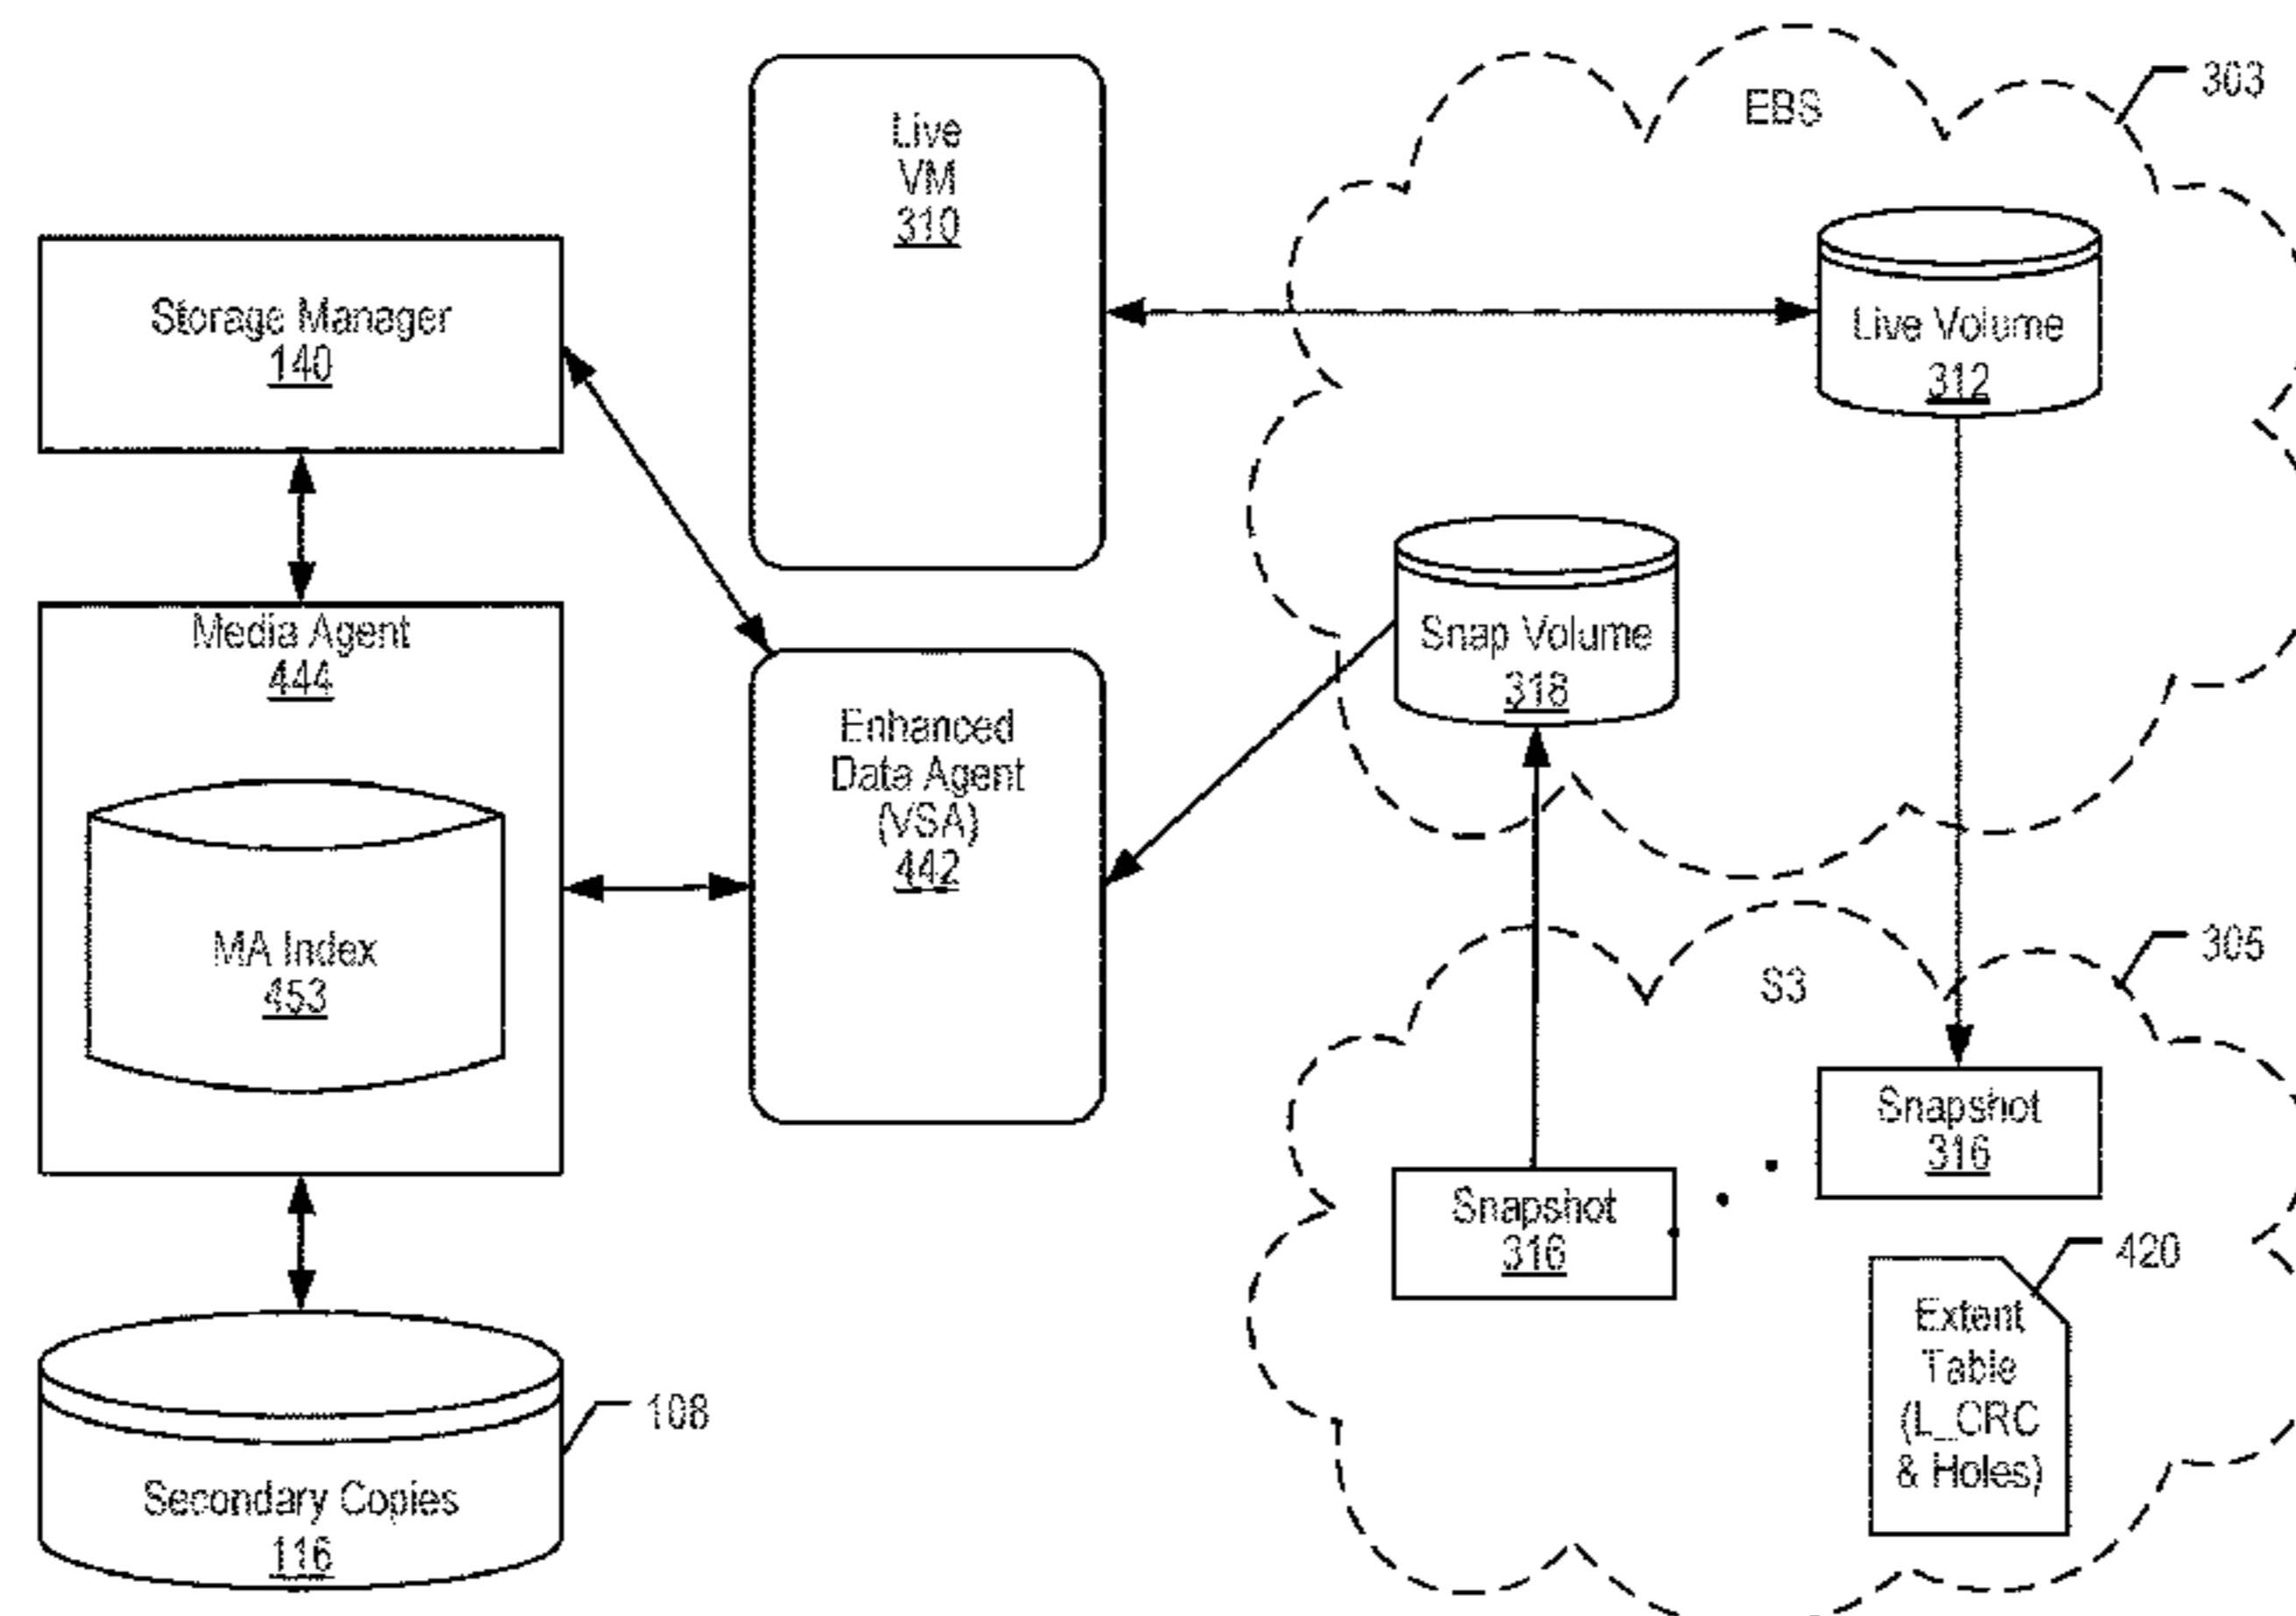 Live
VM
310
EBS
303
Storage Manager
140
Live Volume
312
Media Agent
444
Snap Volume
318
Enhanced
Data Agent
(VSA)
442
MA Index
453
S3
305
Snapshot
316
Snapshot
316
420
Extent
Table
(L_CRC
& Holes)
108
Secondary Copies
116